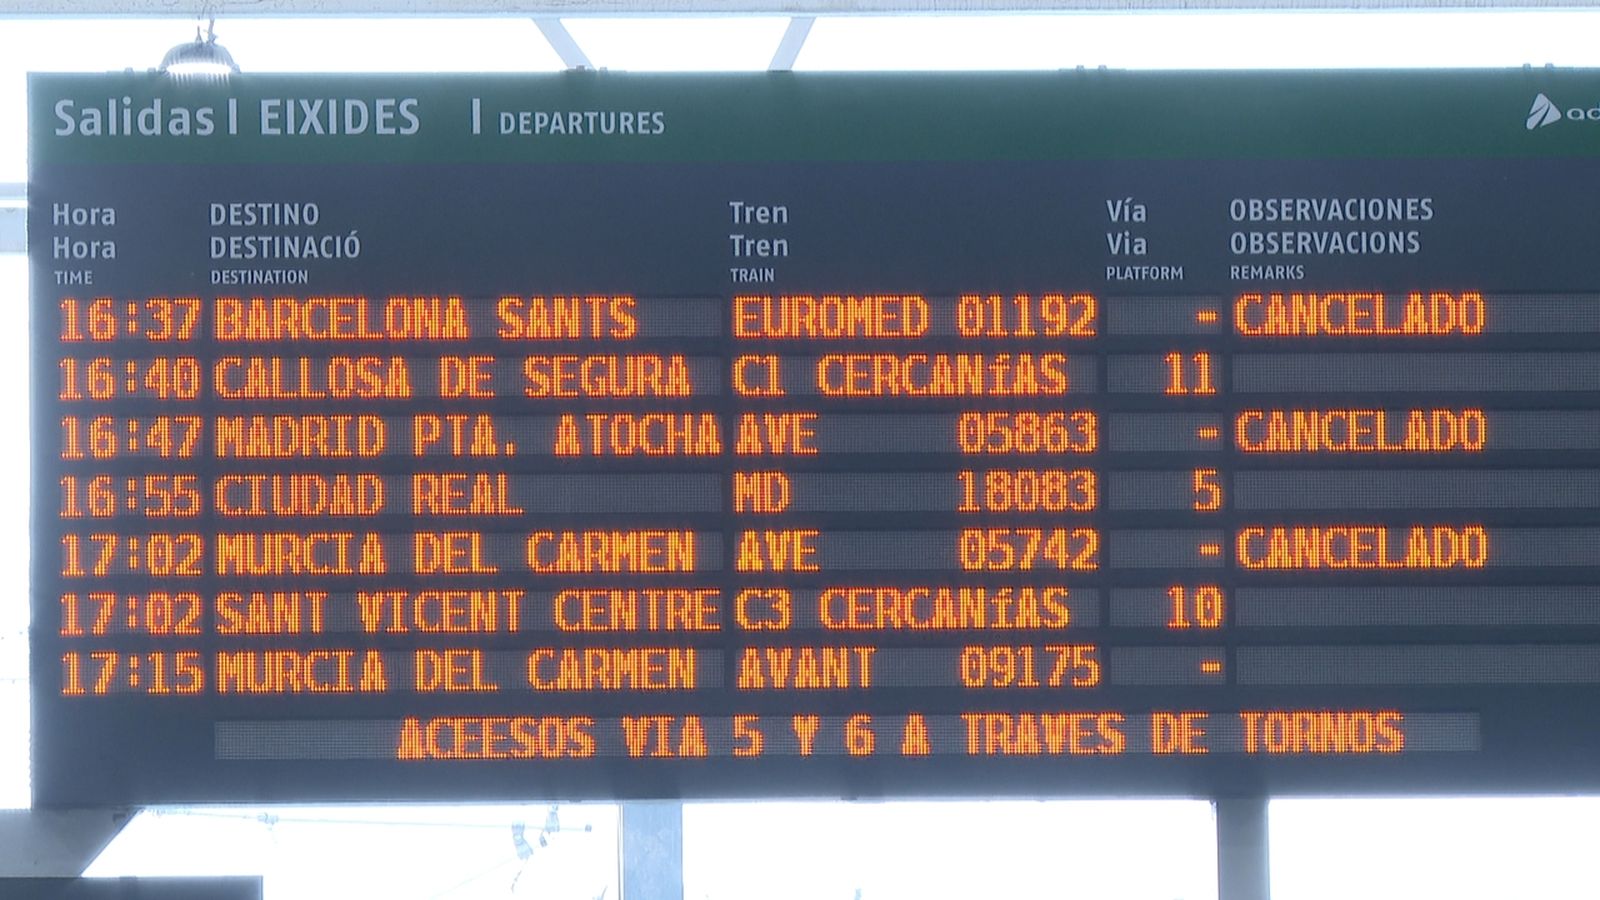 Salidas | EIXIDES | DEPARTURES
Hora DESTINO Tren Vía OBSERVACIONES
Hora DESTINACIÓ Tren Via OBSERVACIONS
TIME DESTINATION TRAIN PLATFORM REMARKS
16:37 BARCELONA SANTS EUROMED 01192 - CANCELADO
16:40 CALLOSA DE SEGURA C1 CERCANíAS 11
16:47 MADRID PTA. ATOCHA AVE 05863 - CANCELADO
16:55 CIUDAD REAL MD 18083 5
17:02 MURCIA DEL CARMEN AVE 05742 - CANCELADO
17:02 SANT VICENT CENTRE C3 CERCANíAS 10
17:15 MURCIA DEL CARMEN AVANT 09175 -
ACEESOS VIA 5 Y 6 A TRAVES DE TORNOS